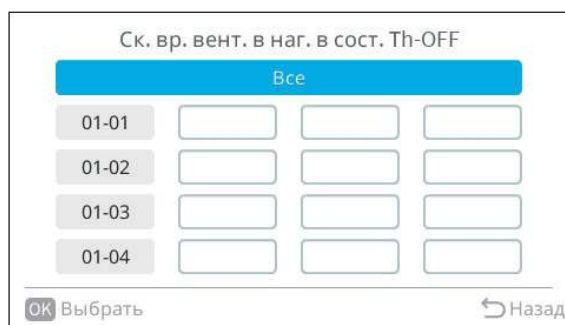 Ск. вр. вент. в наг. в сост. Th-OFF
Все
01-01
01-02
01-03
01-04
OK Выбрать
Назад